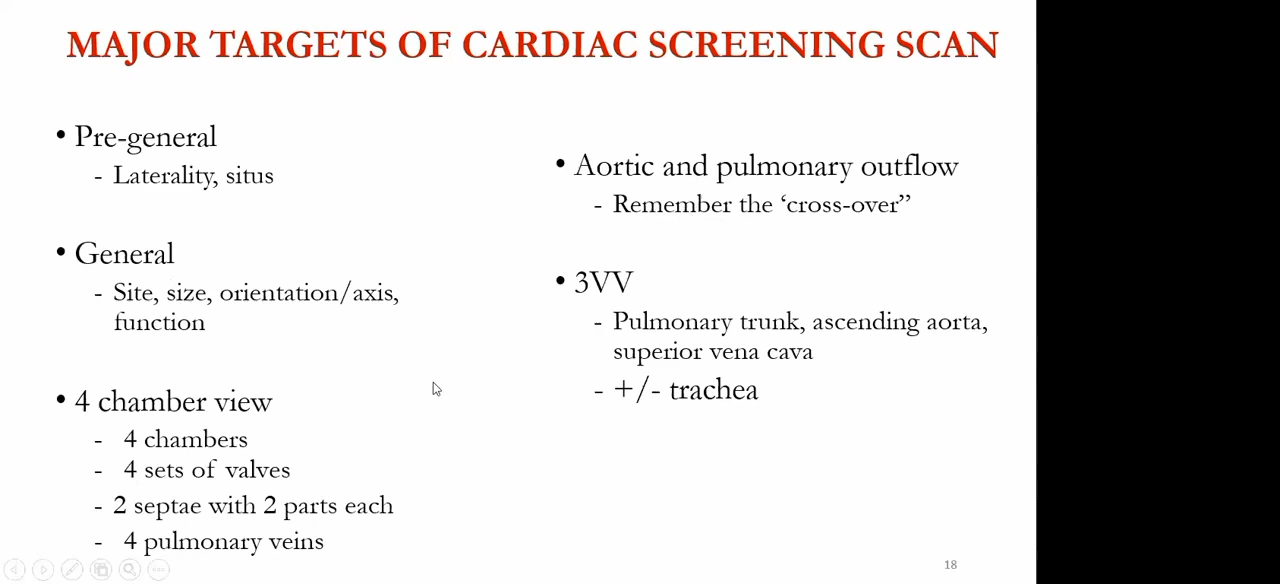 MAJOR TARGETS OF CARDIAC SCREENING SCAN
• Pre-general
- Laterality, situs
• General
- Site, size, orientation/axis,
function
• 4 chamber view
- 4 chambers
- 4 sets of valves
- 2 septae with 2 parts each
- 4 pulmonary veins
• Aortic and pulmonary outflow
- Remember the ‘cross-over”
• 3VV
- Pulmonary trunk, ascending aorta,
superior vena cava
- +/- trachea
18